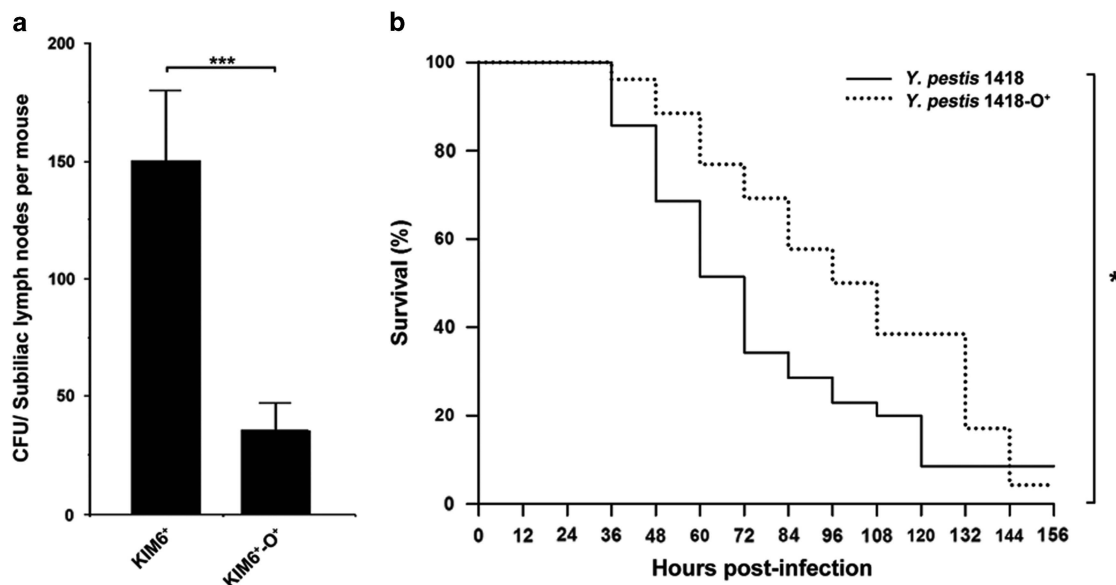 a
200
150
100
50
0
CFU/ Subiliac lymph nodes per mouse
***
KIM6⁺
KIM6⁺-O⁺
b
100
80
60
40
20
0
Survival (%)
Y. pestis 1418
Y. pestis 1418-O⁺
*
0 12 24 36 48 60 72 84 96 108 120 132 144 156
Hours post-infection